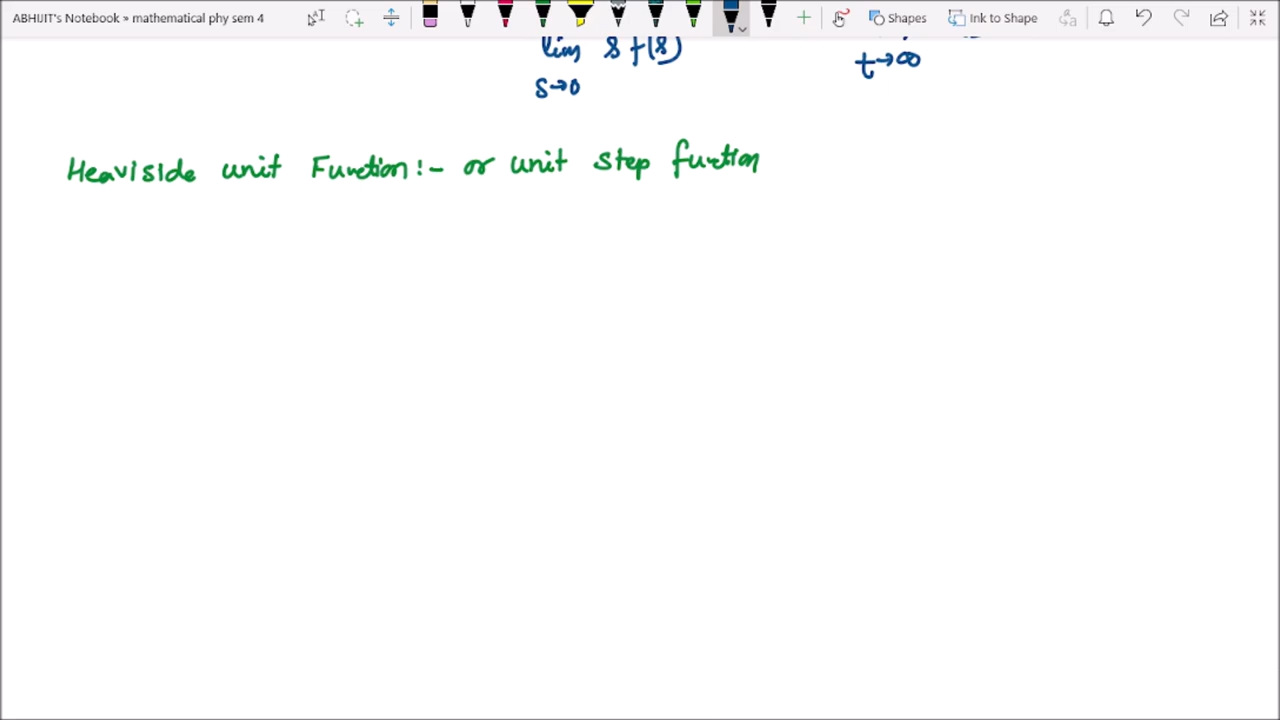 ABHIJIT's Notebook » mathematical phy sem 4
Shapes
Ink to Shape
lim s f(s)
s→0
t→∞
Heaviside unit Function:- or unit step function